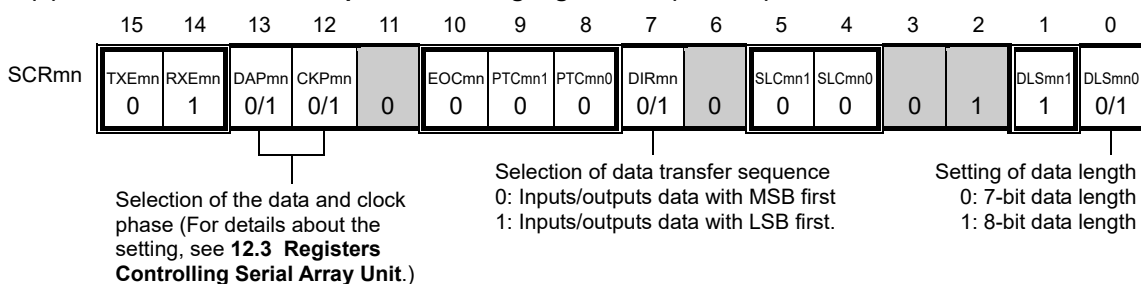 15 14 13 12 11 10 9 8 7 6 5 4 3 2 1 0
SCRmn TXEmn RXEmn DAPmn CKPmn EOCmn PTCmn1 PTCmn0 DIRmn SLCmn1 SLCmn0 DLSmn1 DLSmn0
0 1 0/1 0/1 0 0 0 0 0/1 0 0 0 0 1 1 0/1
Selection of the data and clock
phase (For details about the
setting, see 12.3 Registers
Controlling Serial Array Unit.)
Selection of data transfer sequence
0: Inputs/outputs data with MSB first
1: Inputs/outputs data with LSB first.
Setting of data length
0: 7-bit data length
1: 8-bit data length